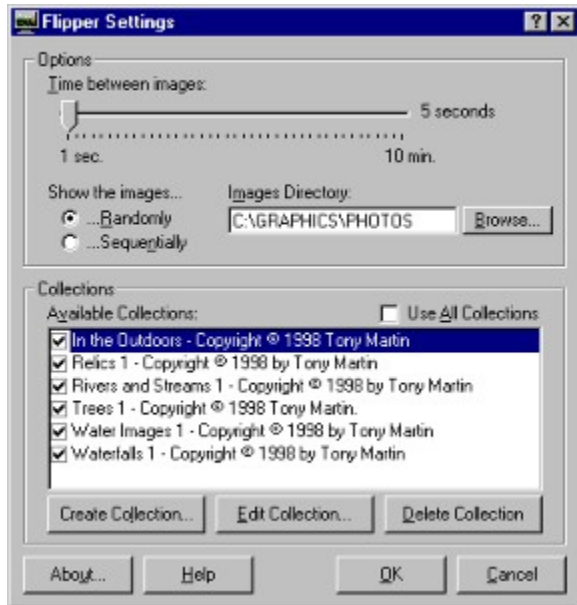 Flipper Settings
Options
Time between images:
5 seconds
1 sec.
10 min.
Show the images...
...Randomly
...Sequentially
Images Directory:
C:\GRAPHICS\PHOTOS
Browse...
Collections
Available Collections:
Use All Collections
In the Outdoors - Copyright © 1998 Tony Martin
Relics 1 - Copyright © 1998 by Tony Martin
Rivers and Streams 1 - Copyright © 1998 by Tony Martin
Trees 1 - Copyright © 1998 Tony Martin.
Water Images 1 - Copyright © 1998 by Tony Martin
Waterfalls 1 - Copyright © 1998 by Tony Martin
Create Collection...
Edit Collection...
Delete Collection
About...
Help
OK
Cancel